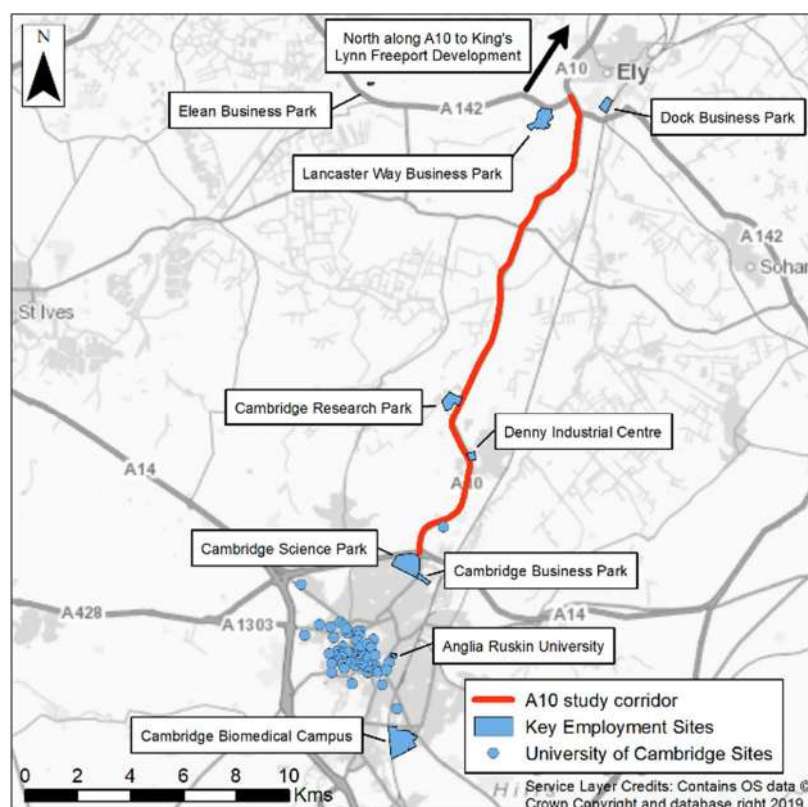 N
North along A10 to King's
Lynn Freeport Development
A10
Ely
Elean Business Park
A142
Dock Business Park
Lancaster Way Business Park
A142
Soham
St Ives
Cambridge Research Park
Denny Industrial Centre
A14
A10
Cambridge Science Park
Cambridge Business Park
A428
A1303
A14
Anglia Ruskin University
A10 study corridor
Key Employment Sites
University of Cambridge Sites
Cambridge Biomedical Campus
0 2 4 6 8 10
Kms
Service Layer Credits: Contains OS data ©
Crown Copyright and database right 2019